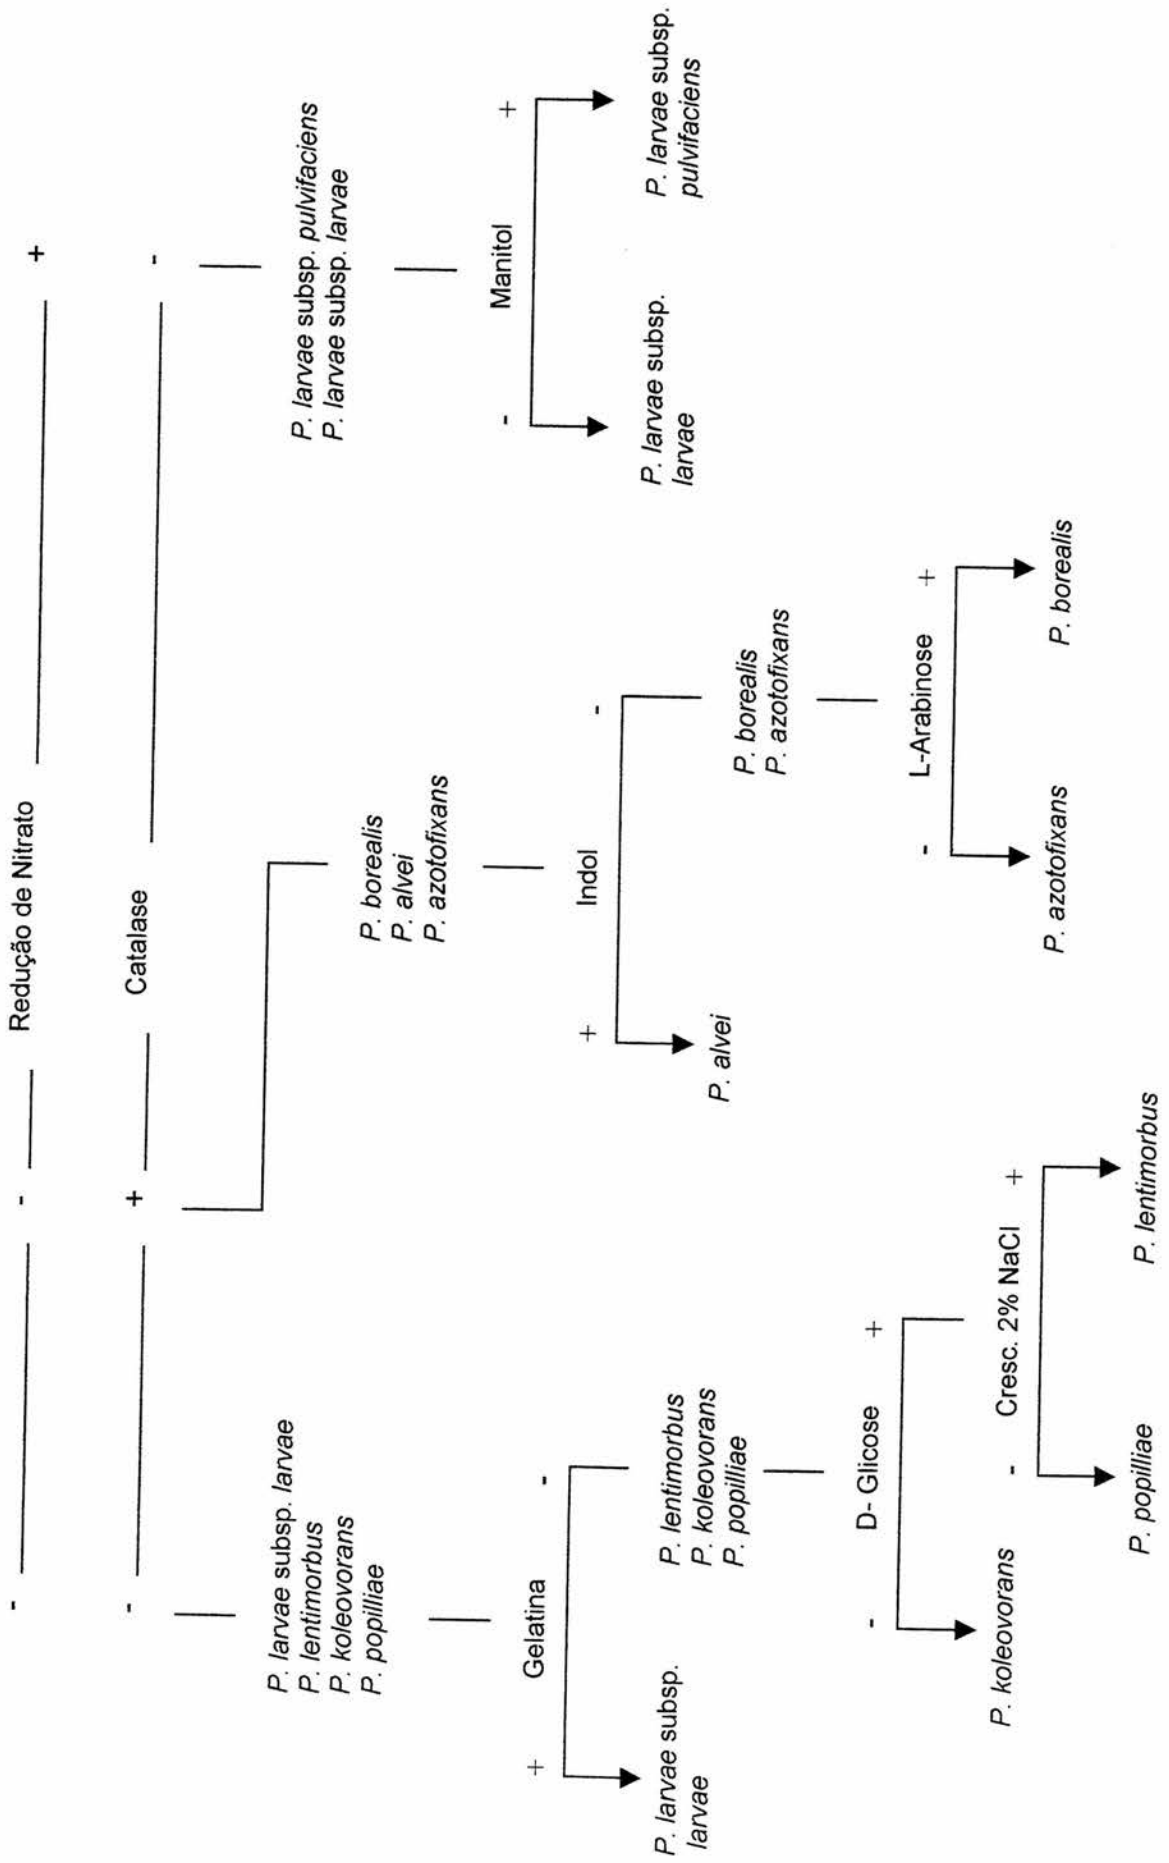 - - Redução de Nitrato +
- + Catalase -
P. larvae subsp. larvae
P. lentimorbus
P. koleovorans
P. popilliae
P. borealis
P. alvei
P. azotofixans
P. larvae subsp. pulvifaciens
P. larvae subsp. larvae
+ Gelatina -
+ Indol -
- Manitol +
P. larvae subsp.
larvae
P. lentimorbus
P. koleovorans
P. popilliae
P. alvei
P. borealis
P. azotofixans
P. larvae subsp.
larvae
P. larvae subsp.
pulvifaciens
- D- Glicose +
- L-Arabinose +
P. koleovorans
- Cresc. 2% NaCl +
P. azotofixans
P. borealis
P. popilliae
P. lentimorbus